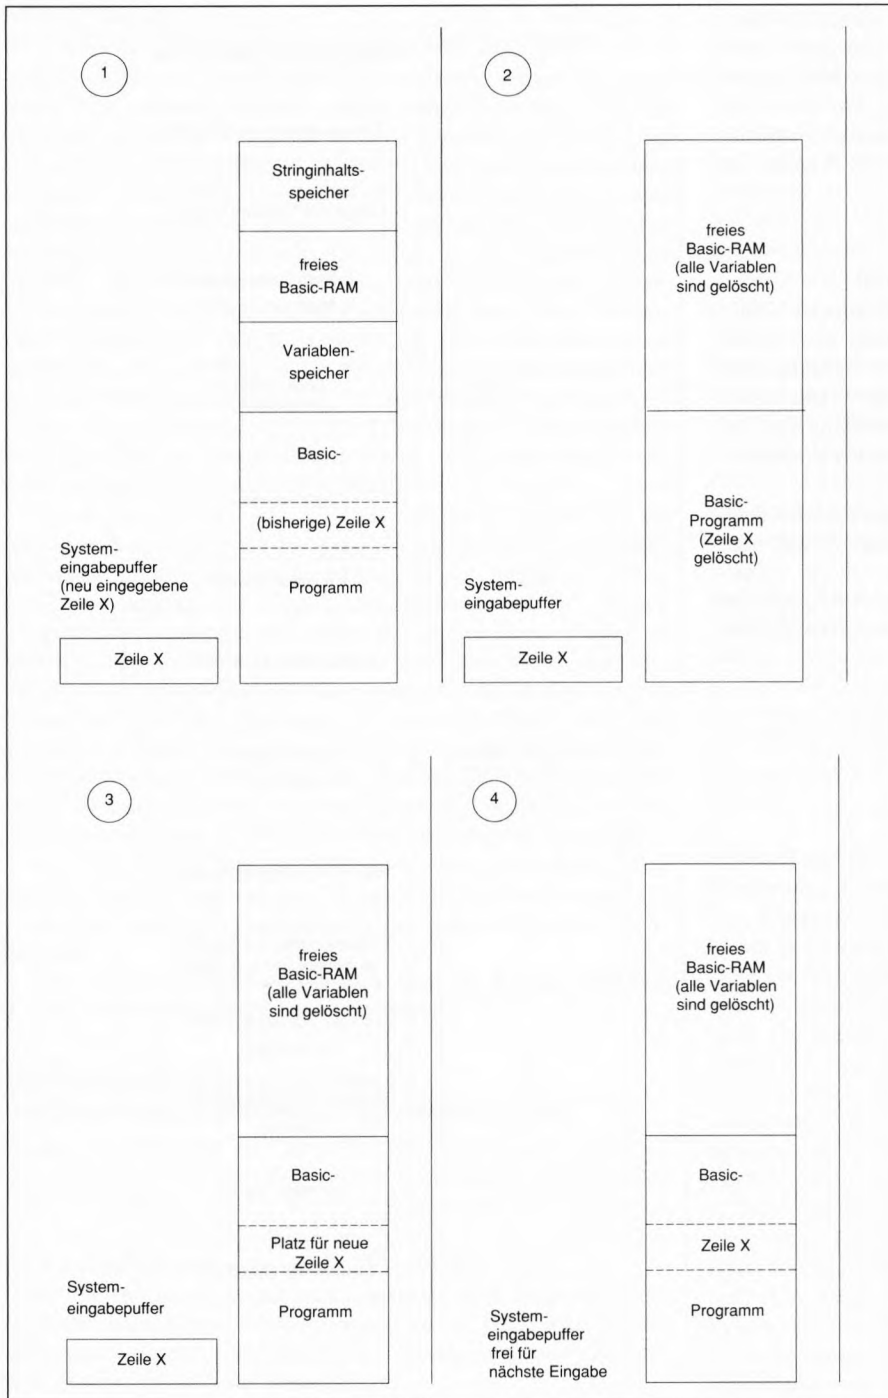 1
Stringinhalts-
speicher
freies
Basic-RAM
Variablen-
speicher
Basic-
(bisherige) Zeile X
Programm
System-
eingabepuffer
(neu eingegebene
Zeile X)
Zeile X
2
freies
Basic-RAM
(alle Variablen
sind gelöscht)
Basic-
Programm
(Zeile X
gelöscht)
System-
eingabepuffer
Zeile X
3
freies
Basic-RAM
(alle Variablen
sind gelöscht)
Basic-
Platz für neue
Zeile X
Programm
System-
eingabepuffer
Zeile X
4
freies
Basic-RAM
(alle Variablen
sind gelöscht)
Basic-
Zeile X
Programm
System-
eingabepuffer
frei für
nächste Eingabe